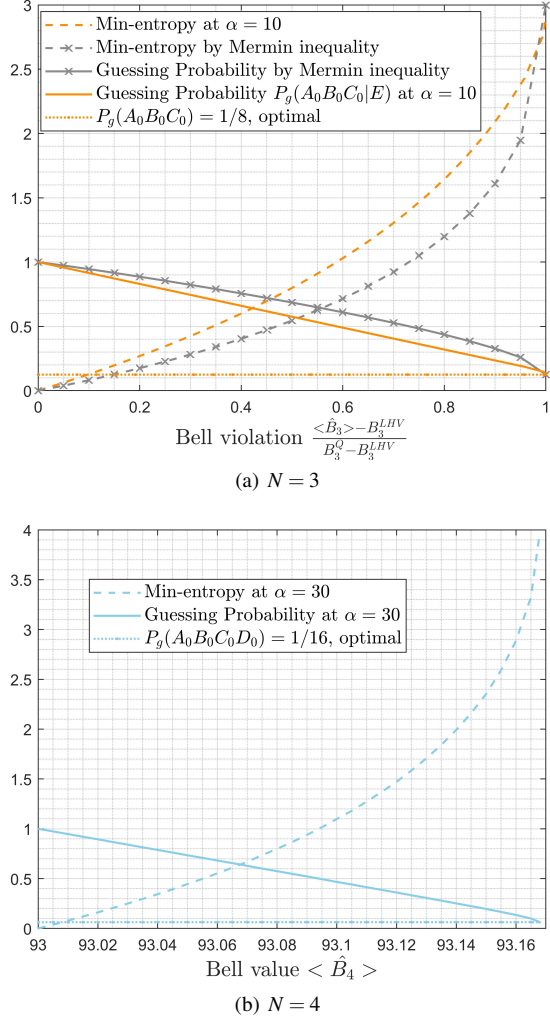 3
2.5
2
1.5
1
0.5
0
Min-entropy at α = 10
Min-entropy by Mermin inequality
Guessing Probability by Mermin inequality
Guessing Probability P_g(A_0B_0C_0|E) at α = 10
P_g(A_0B_0C_0) = 1/8, optimal
0 0.2 0.4 0.6 0.8 1
Bell violation <B̂_3>−B_3^{LHV} / B_3^Q−B_3^{LHV}
(a) N = 3
4
3.5
3
2.5
2
1.5
1
0.5
0
Min-entropy at α = 30
Guessing Probability at α = 30
P_g(A_0B_0C_0D_0) = 1/16, optimal
93 93.02 93.04 93.06 93.08 93.1 93.12 93.14 93.16
Bell value < B̂_4 >
(b) N = 4